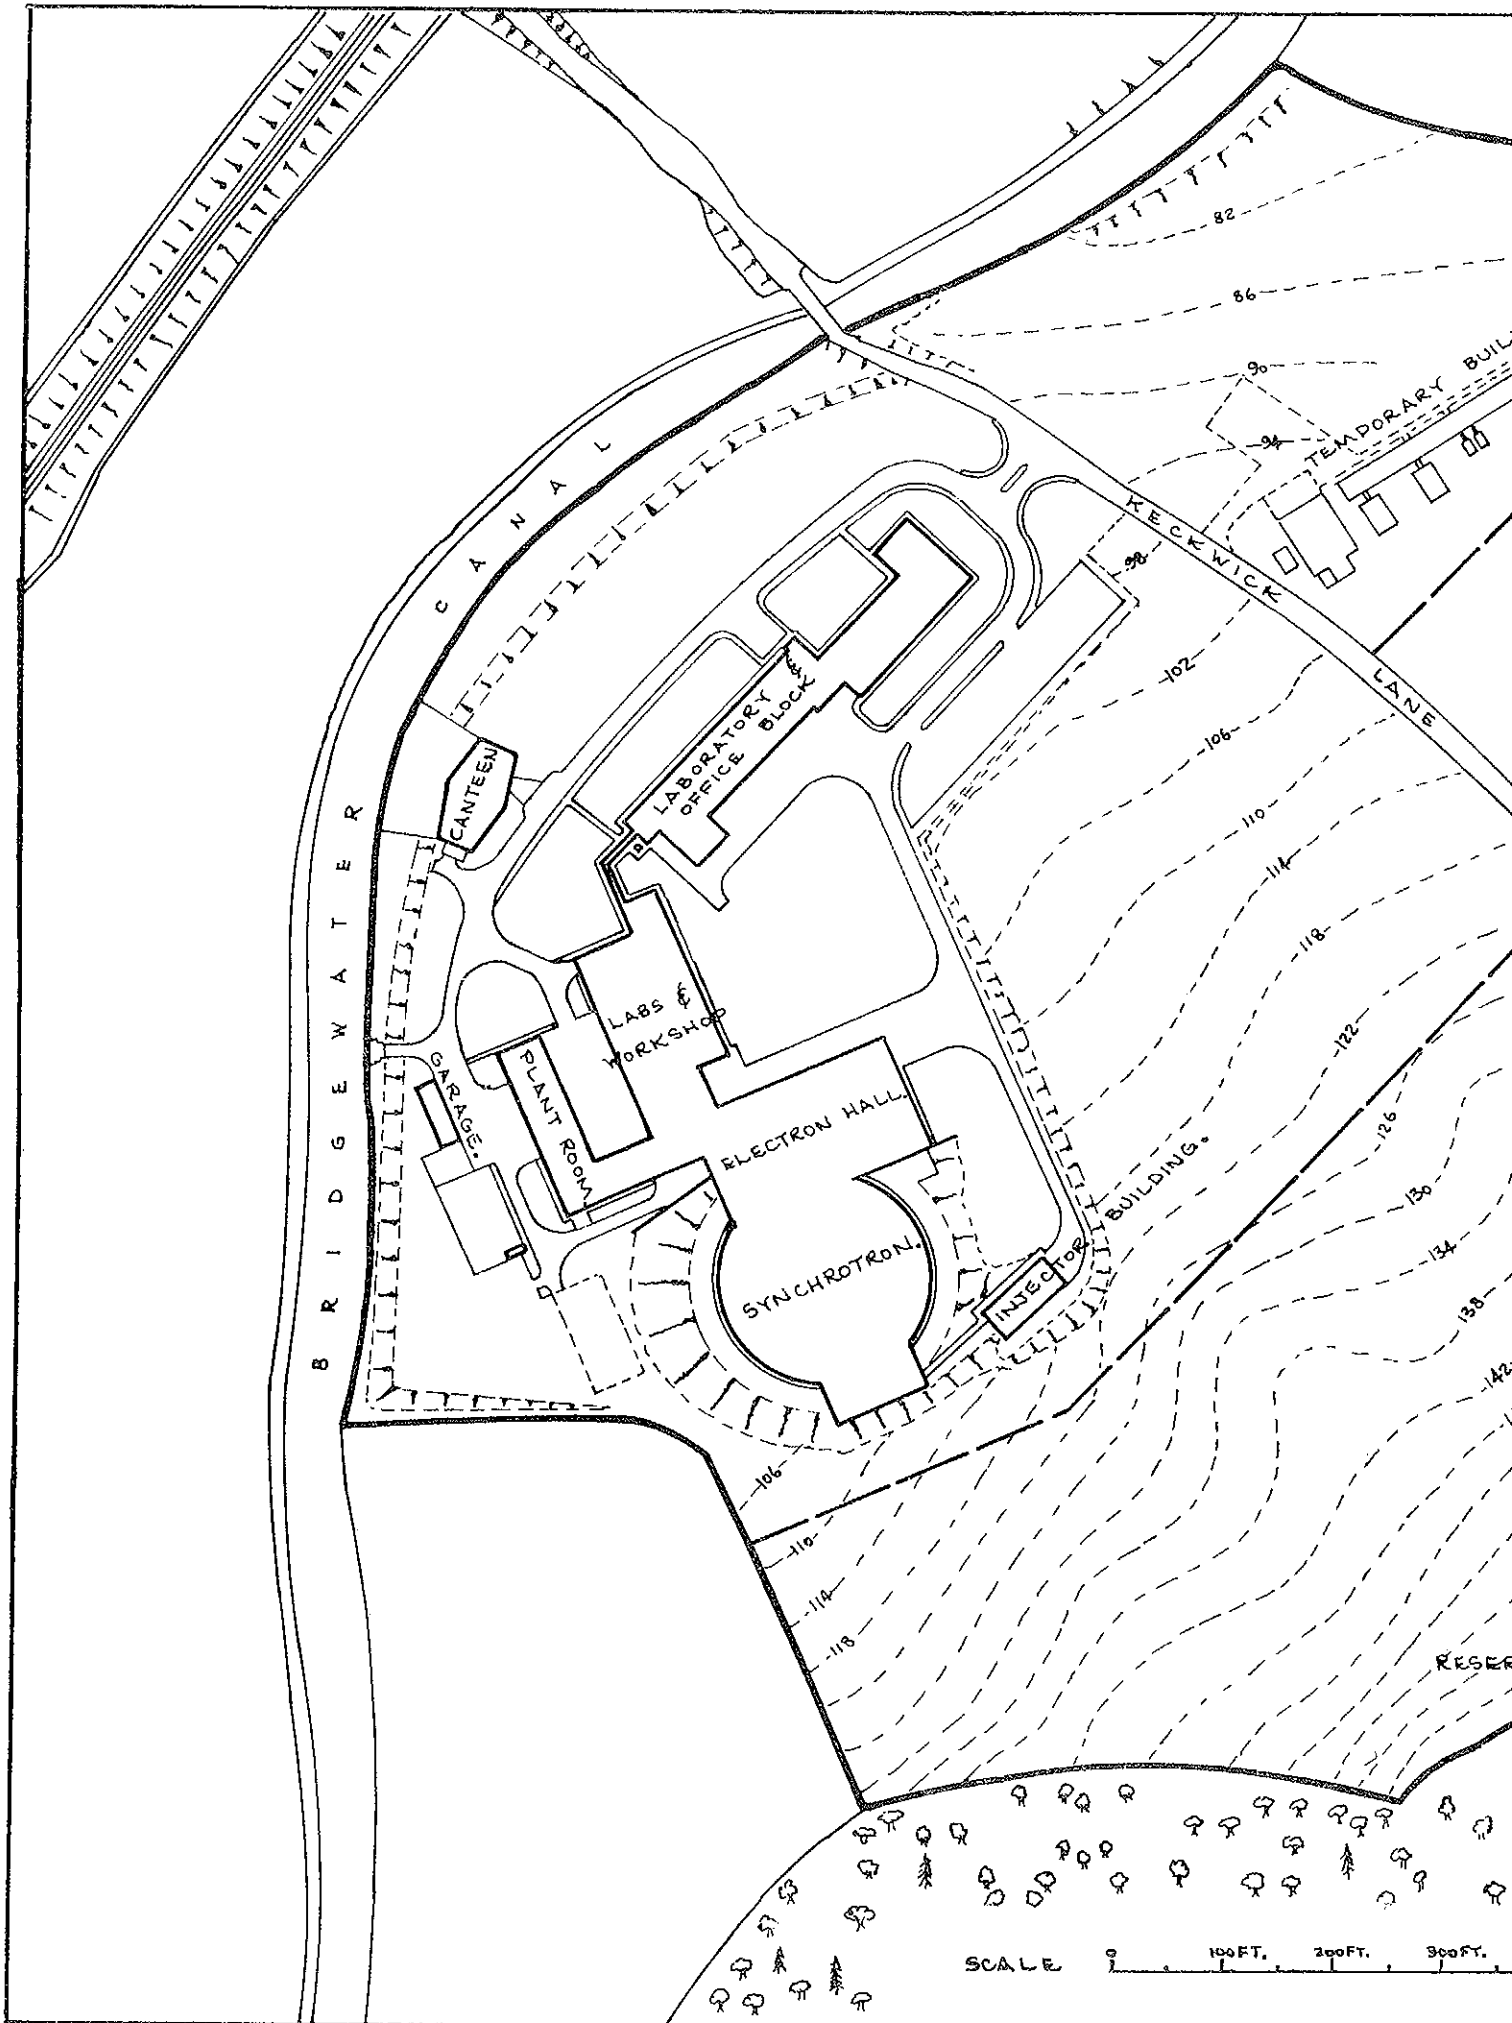 82
86
90
94
TEMPORARY BUIL
KECKWICK LANE
98
102
106
110
114
118
122
126
130
134
138
142
BRIDGEWATER CANAL
LABORATORY &
OFFICE BLOCK
CANTEEN
LABS &
WORKSHOP
PLANT ROOM
GARAGE.
ELECTRON HALL.
SYNCHROTRON.
INJECTOR BUILDING.
106
110
114
118
RESER
SCALE 0 100FT. 200FT. 300FT.